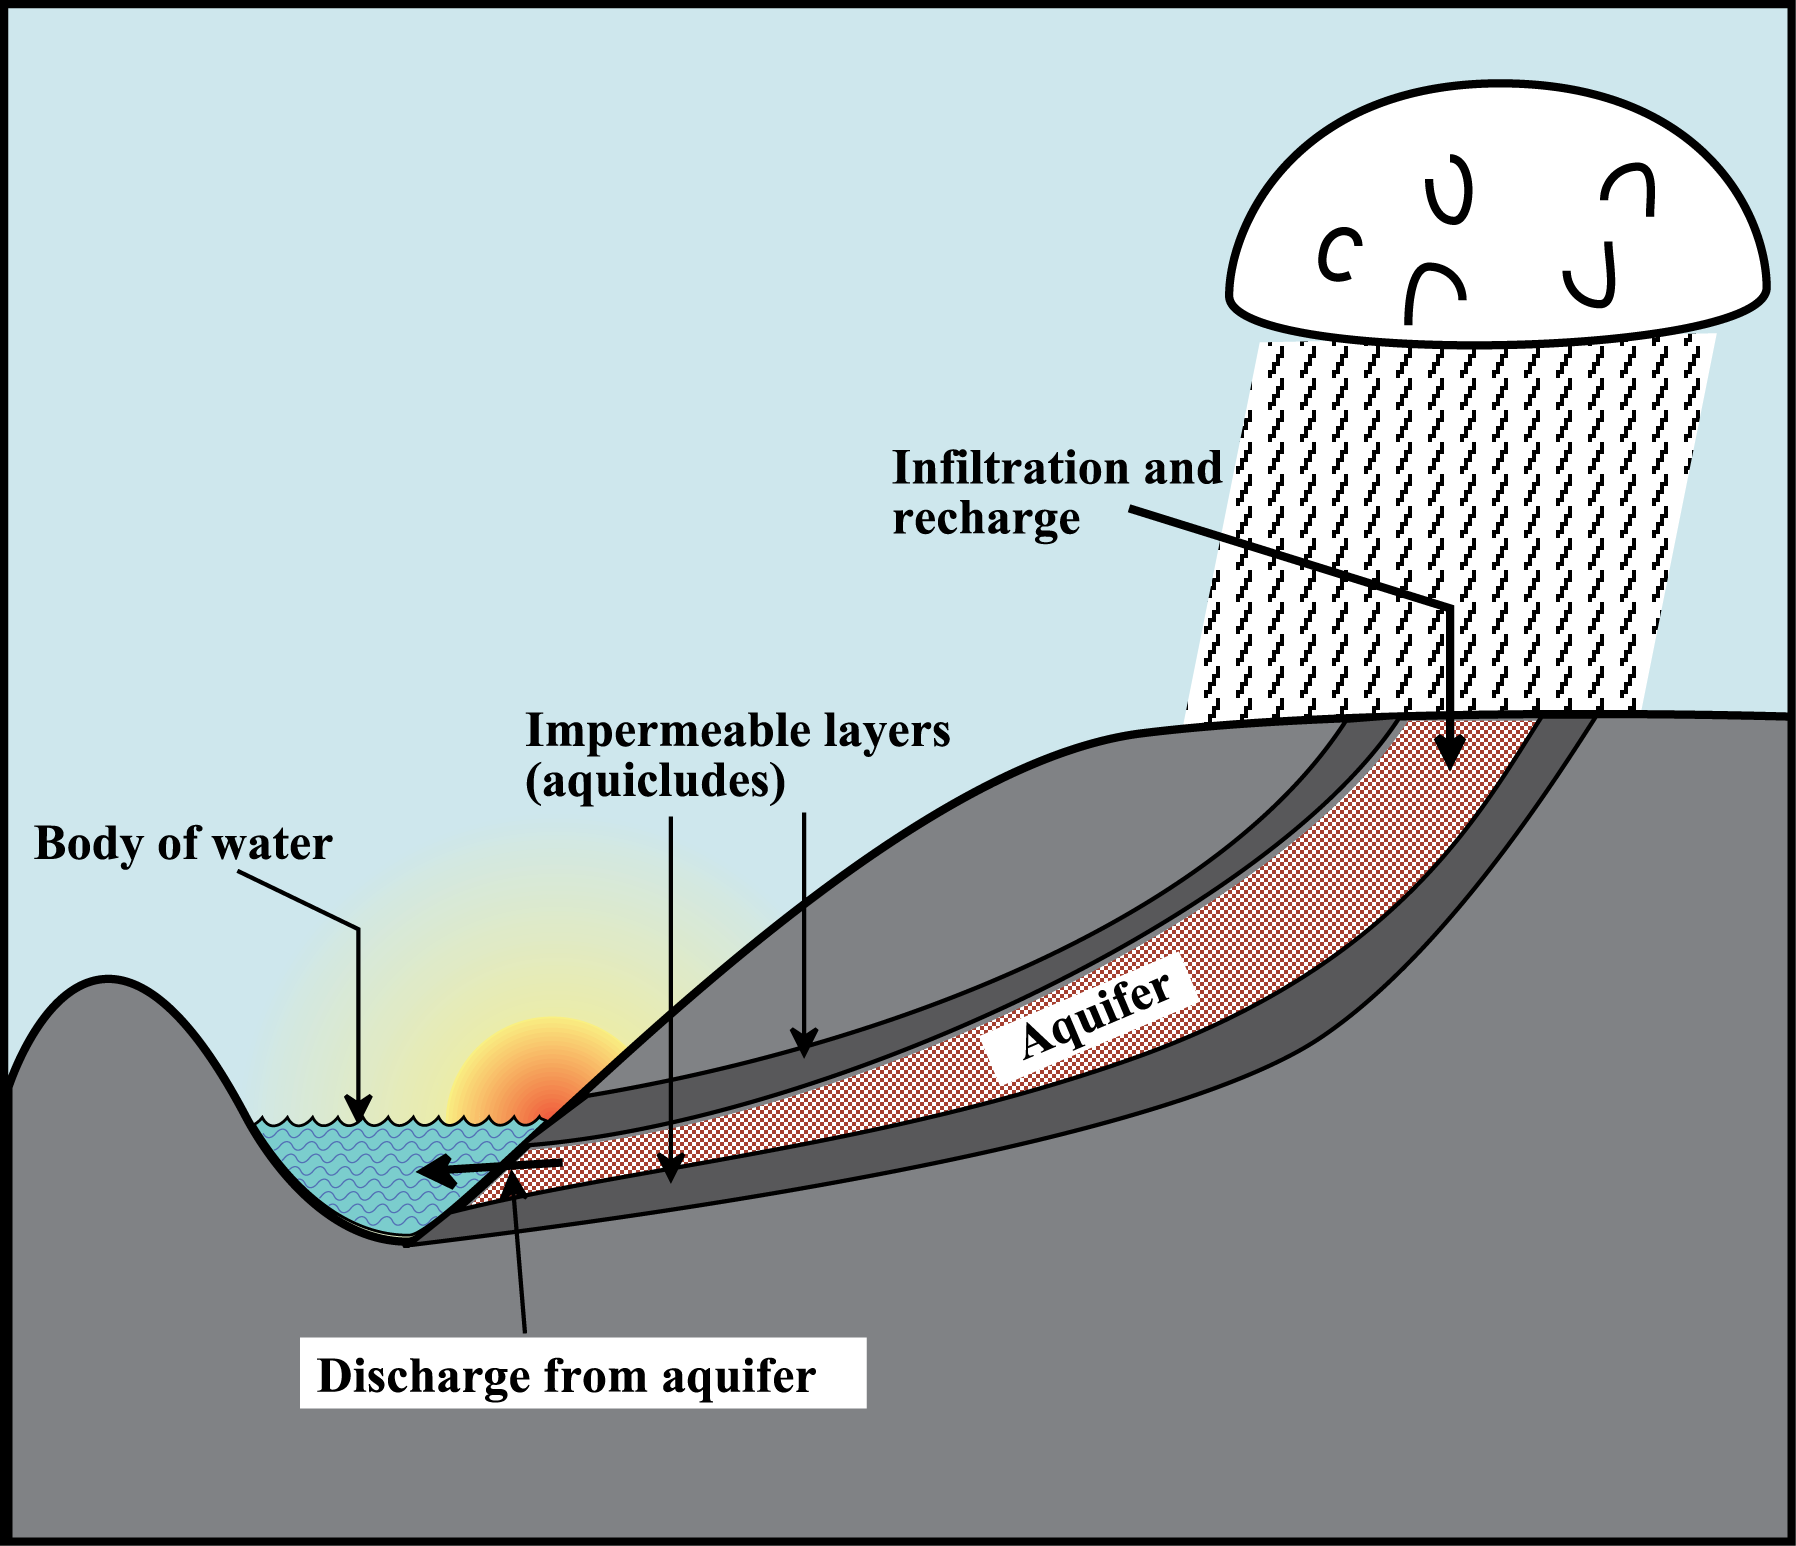 Infiltration and
recharge
Impermeable layers
(aquicludes)
Body of water
Aquifer
Discharge from aquifer